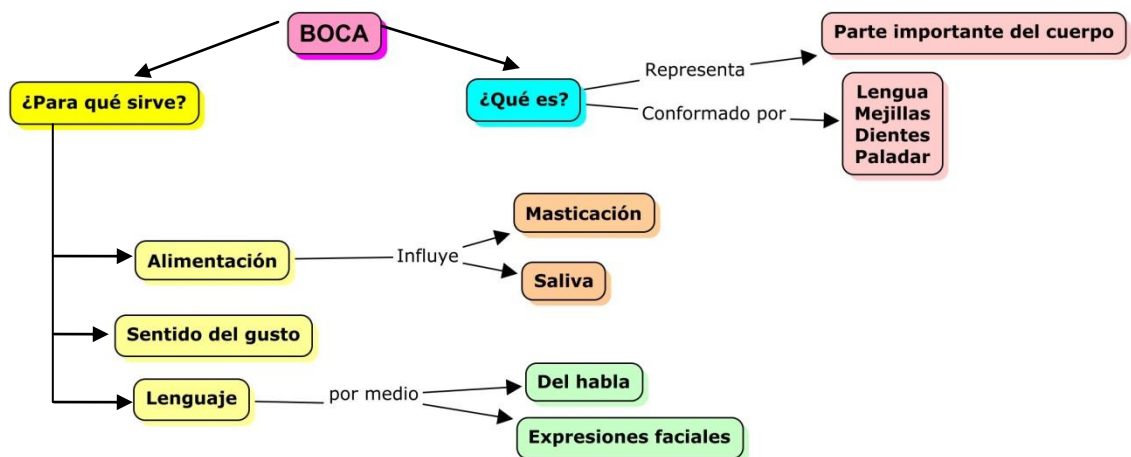 BOCA
Parte importante del cuerpo
Representa
¿Para qué sirve?
¿Qué es?
Conformado por
Lengua
Mejillas
Dientes
Paladar
Masticación
Alimentación
Influye
Saliva
Sentido del gusto
Del habla
Lenguaje
por medio
Expresiones faciales